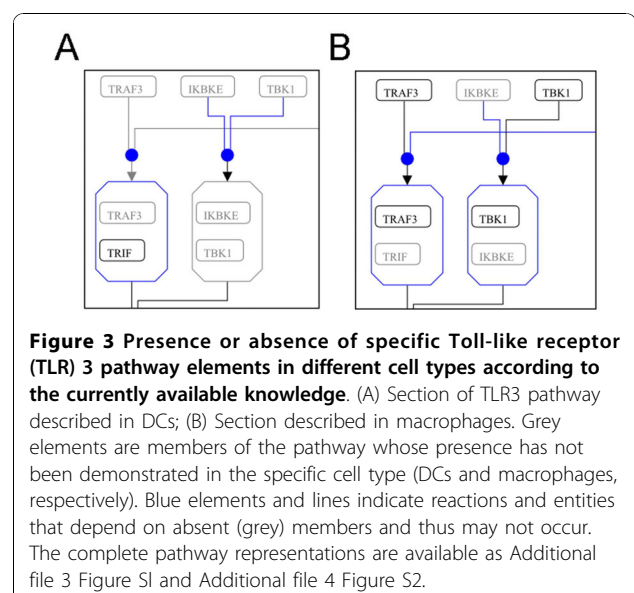 A
B
TRAF3 IKBKE TBK1
TRAF3 IKBKE TBK1
TRAF3 IKBKE
TRIF TBK1
TRAF3 TBK1
TRIF IKBKE
Figure 3 Presence or absence of specific Toll-like receptor
(TLR) 3 pathway elements in different cell types according to
the currently available knowledge. (A) Section of TLR3 pathway
described in DCs; (B) Section described in macrophages. Grey
elements are members of the pathway whose presence has not
been demonstrated in the specific cell type (DCs and macrophages,
respectively). Blue elements and lines indicate reactions and entities
that depend on absent (grey) members and thus may not occur.
The complete pathway representations are available as Additional
file 3 Figure Sl and Additional file 4 Figure S2.